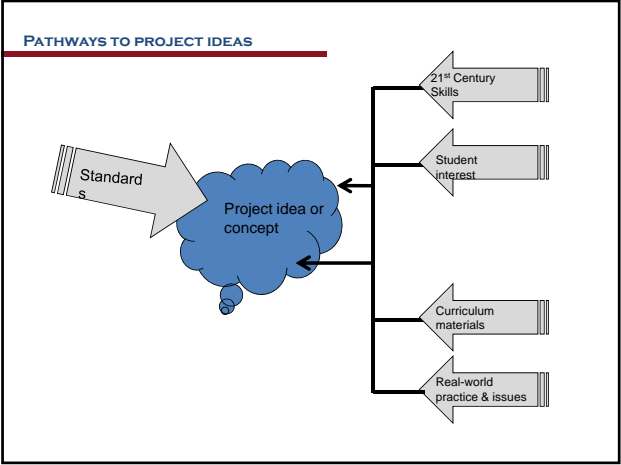 PATHWAYS TO PROJECT IDEAS
21st Century
Skills
Student
interest
Standard
s
Project idea or
concept
Curriculum
materials
Real-world
practice & issues